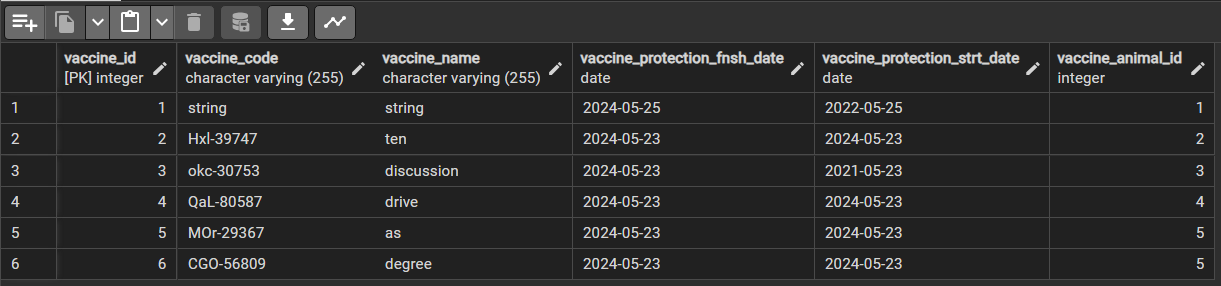 vaccine_id vaccine_code vaccine_name vaccine_protection_fnsh_date vaccine_protection_strt_date vaccine_animal_id
[PK] integer character varying (255) character varying (255) date date integer
1 1 string string 2024-05-25 2022-05-25 1
2 2 Hxl-39747 ten 2024-05-23 2024-05-23 2
3 3 okc-30753 discussion 2024-05-23 2021-05-23 3
4 4 QaL-80587 drive 2024-05-23 2024-05-23 4
5 5 MOr-29367 as 2024-05-23 2024-05-23 5
6 6 CGO-56809 degree 2024-05-23 2024-05-23 5